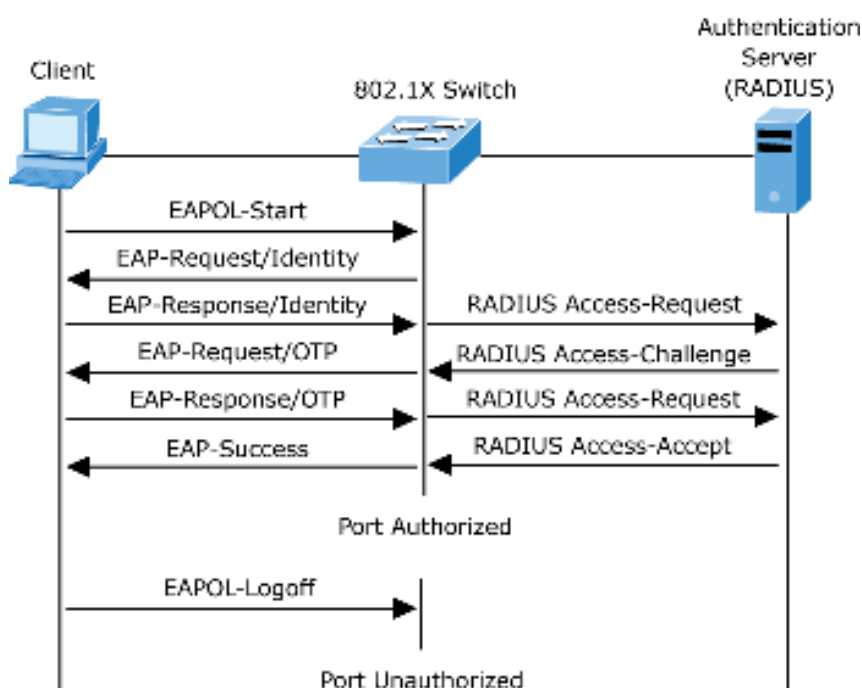 Authentication
Server
(RADIUS)
Client
802.1X Switch
EAPOL-Start
EAP-Request/Identity
EAP-Response/Identity
RADIUS Access-Request
EAP-Request/OTP
RADIUS Access-Challenge
EAP-Response/OTP
RADIUS Access-Request
EAP-Success
RADIUS Access-Accept
Port Authorized
EAPOL-Logoff
Port Unauthorized